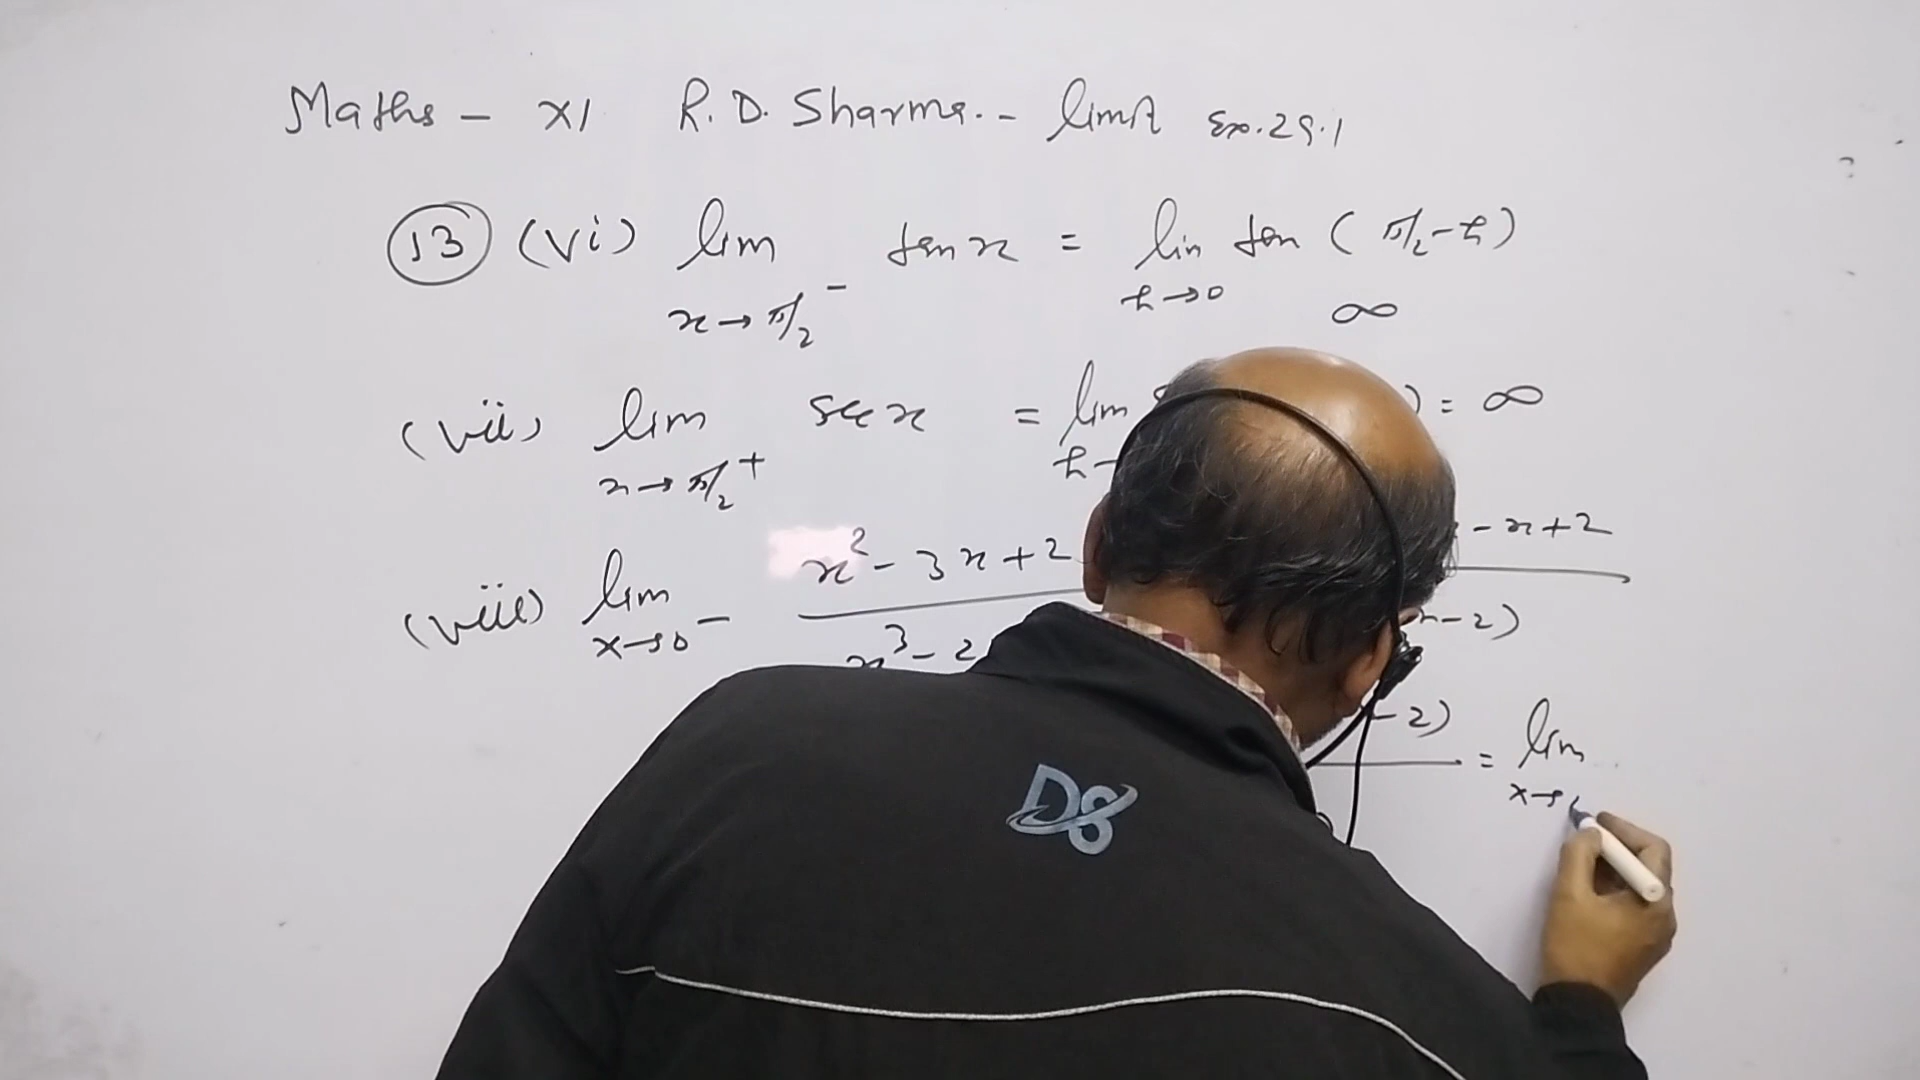 Maths - XI R.D. Sharma. - limit Ex. 29.1
(13) (vi) lim tan x = lim tan (π/2 - h)
x → π/2⁻ h → 0 ∞
(vii) lim sec x = lim ) = ∞
x → π/2⁺ h
(viii) lim x² - 3x + 2 - x + 2
x → 0⁻ x³ - 2 x - 2)
- 2) = lim
x →
D8